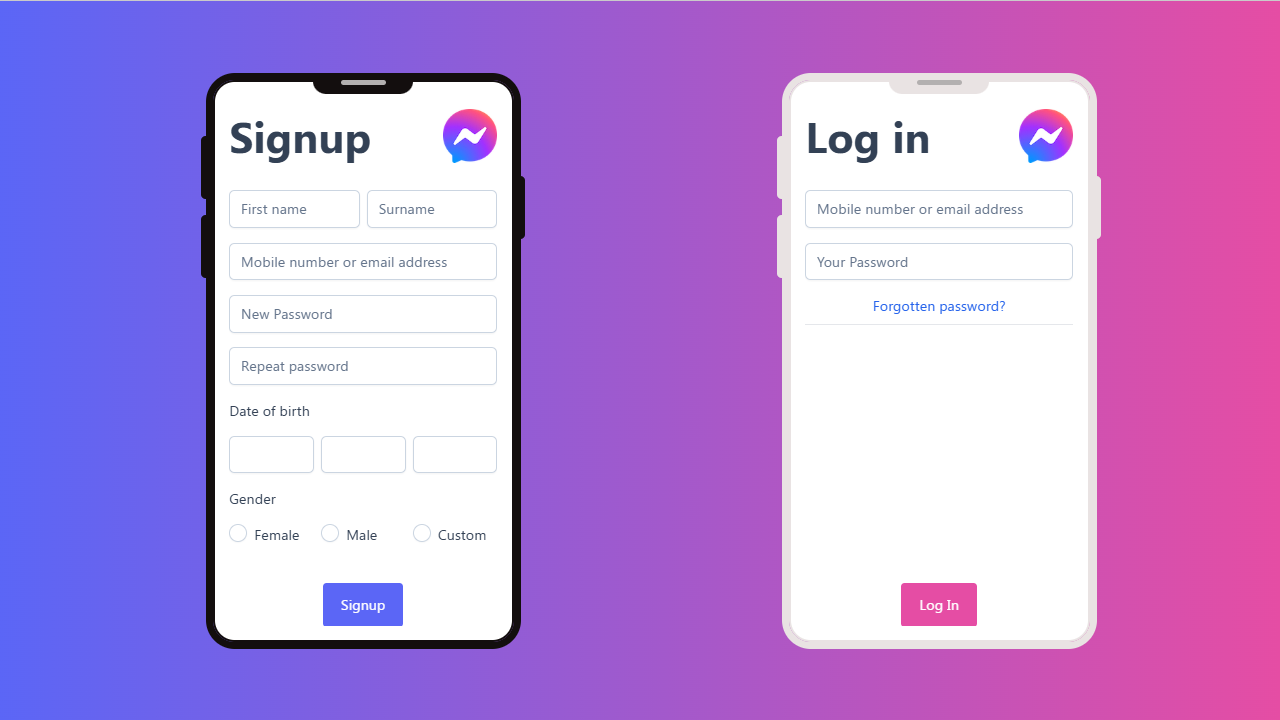 Signup
First name
Surname
Mobile number or email address
New Password
Repeat password
Date of birth
Gender
Female
Male
Custom
Signup
Log in
Mobile number or email address
Your Password
Forgotten password?
Log In